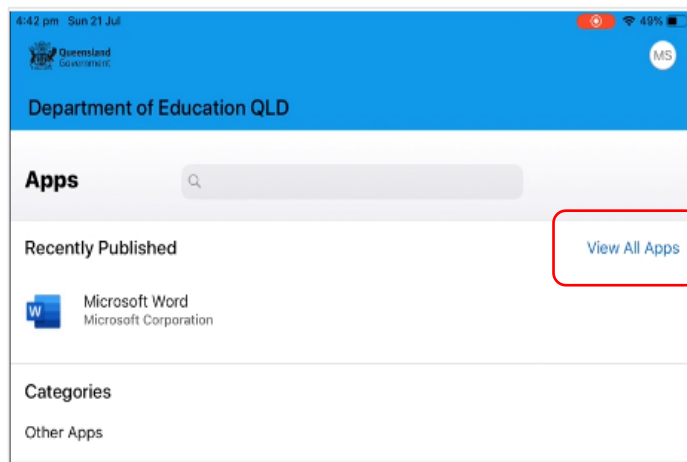 4:42 pm Sun 21 Jul
49%
Queensland
Government
MS
Department of Education QLD
Apps
Recently Published
View All Apps
W
Microsoft Word
Microsoft Corporation
Categories
Other Apps